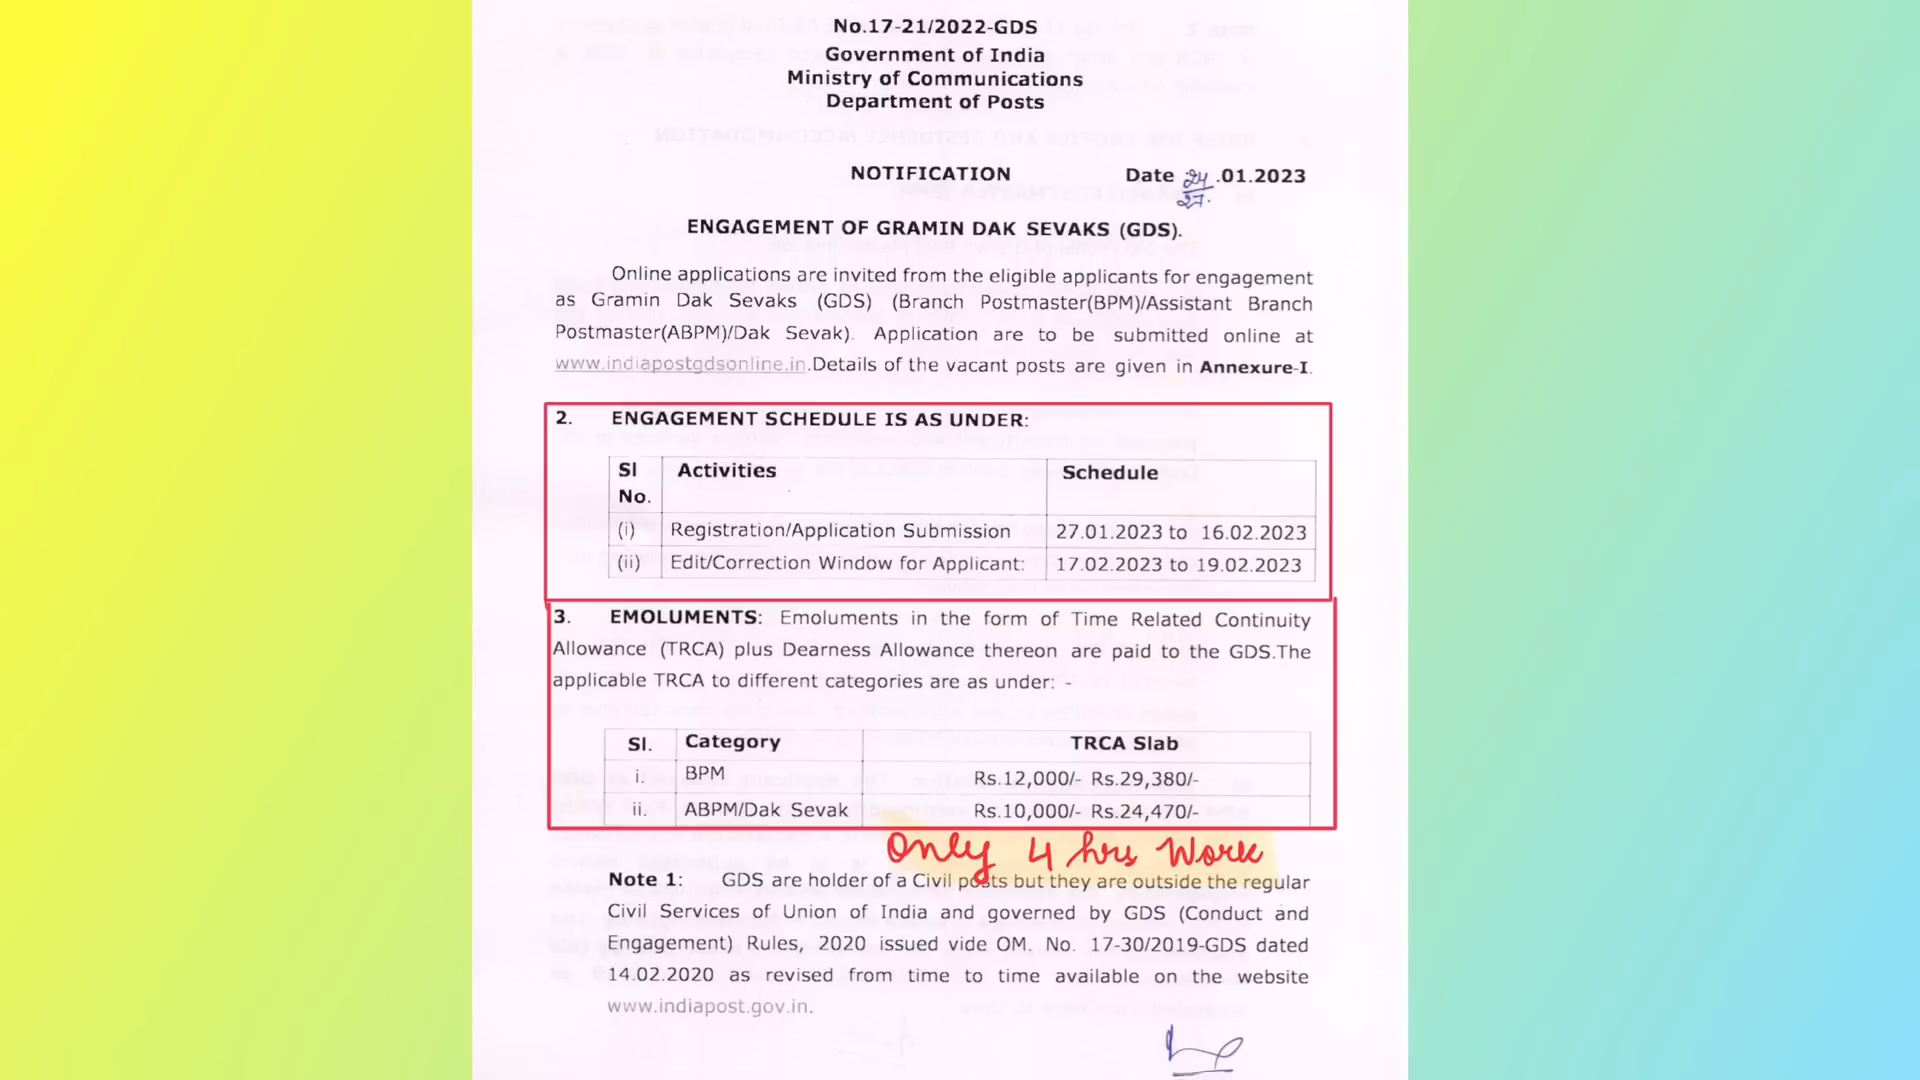 No.17-21/2022-GDS
Government of India
Ministry of Communications
Department of Posts
NOTIFICATION Date 24/27 .01.2023
ENGAGEMENT OF GRAMIN DAK SEVAKS (GDS).
Online applications are invited from the eligible applicants for engagement
as Gramin Dak Sevaks (GDS) (Branch Postmaster(BPM)/Assistant Branch
Postmaster(ABPM)/Dak Sevak). Application are to be submitted online at
www.indiapostgdsonline.in.Details of the vacant posts are given in Annexure-I.
2. ENGAGEMENT SCHEDULE IS AS UNDER:
Sl No. Activities Schedule
(i) Registration/Application Submission 27.01.2023 to 16.02.2023
(ii) Edit/Correction Window for Applicant: 17.02.2023 to 19.02.2023
3. EMOLUMENTS: Emoluments in the form of Time Related Continuity
Allowance (TRCA) plus Dearness Allowance thereon are paid to the GDS.The
applicable TRCA to different categories are as under: -
Sl. Category TRCA Slab
i. BPM Rs.12,000/- Rs.29,380/-
ii. ABPM/Dak Sevak Rs.10,000/- Rs.24,470/-
Only 4 hrs Work
Note 1: GDS are holder of a Civil posts but they are outside the regular
Civil Services of Union of India and governed by GDS (Conduct and
Engagement) Rules, 2020 issued vide OM. No. 17-30/2019-GDS dated
14.02.2020 as revised from time to time available on the website
www.indiapost.gov.in.